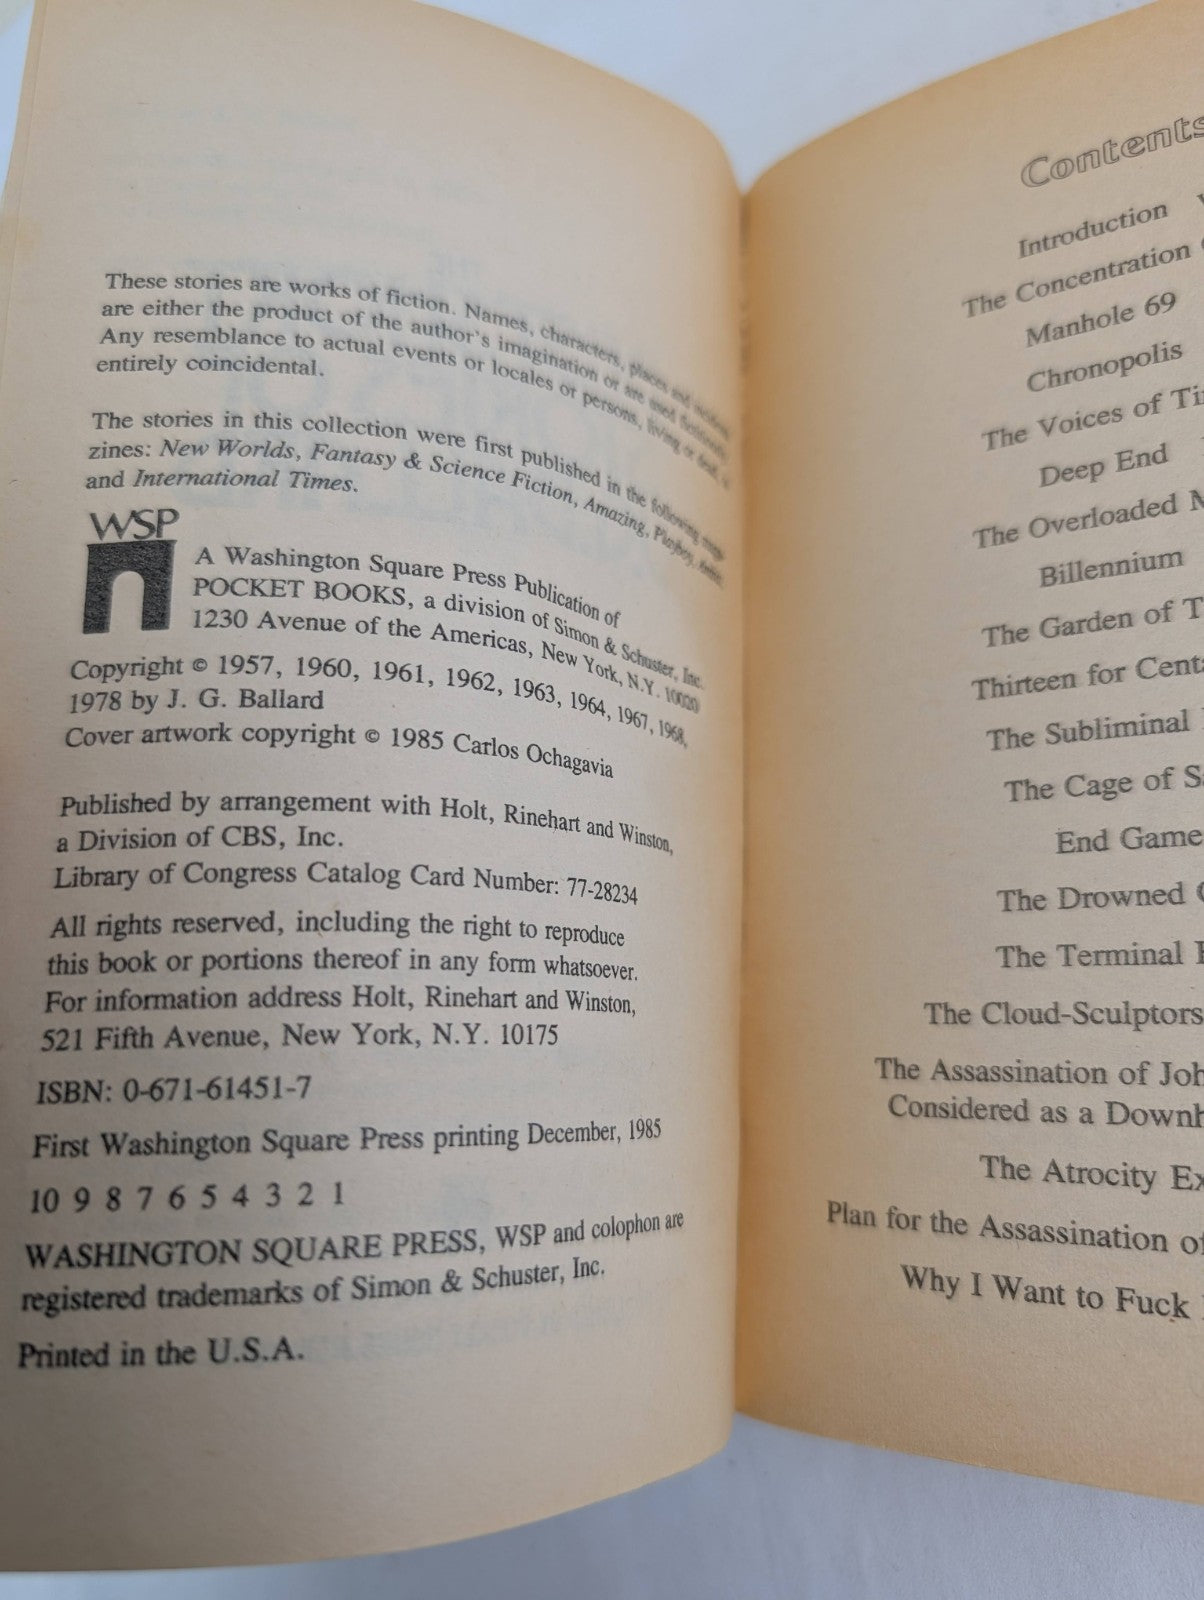 These stories are works of fiction. Names, characters, places and incidents
are either the product of the author's imagination or are used fictitiously.
Any resemblance to actual events or locales or persons, living or dead, is
entirely coincidental.
The stories in this collection were first published in the following maga-
zines: New Worlds, Fantasy & Science Fiction, Amazing, Playboy, Ambit,
and International Times.
WSP
A Washington Square Press Publication of
POCKET BOOKS, a division of Simon & Schuster, Inc.
1230 Avenue of the Americas, New York, N.Y. 10020
Copyright © 1957, 1960, 1961, 1962, 1963, 1964, 1967, 1968,
1978 by J. G. Ballard
Cover artwork copyright © 1985 Carlos Ochagavia
Published by arrangement with Holt, Rinehart and Winston,
a Division of CBS, Inc.
Library of Congress Catalog Card Number: 77-28234
All rights reserved, including the right to reproduce
this book or portions thereof in any form whatsoever.
For information address Holt, Rinehart and Winston,
521 Fifth Avenue, New York, N.Y. 10175
ISBN: 0-671-61451-7
First Washington Square Press printing December, 1985
10 9 8 7 6 5 4 3 2 1
WASHINGTON SQUARE PRESS, WSP and colophon are
registered trademarks of Simon & Schuster, Inc.
Printed in the U.S.A.
Contents
Introduction
The Concentration
Manhole 69
Chronopolis
The Voices of Ti
Deep End
The Overloaded
Billennium
The Garden of T
Thirteen for Centa
The Subliminal
The Cage of Sa
End Game
The Drowned
The Terminal
The Cloud-Sculptors
The Assassination of Joh
Considered as a Downh
The Atrocity Ex
Plan for the Assassination of
Why I Want to Fuck